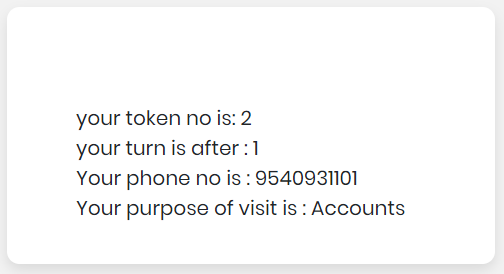 your token no is: 2
your turn is after : 1
Your phone no is : 9540931101
Your purpose of visit is : Accounts